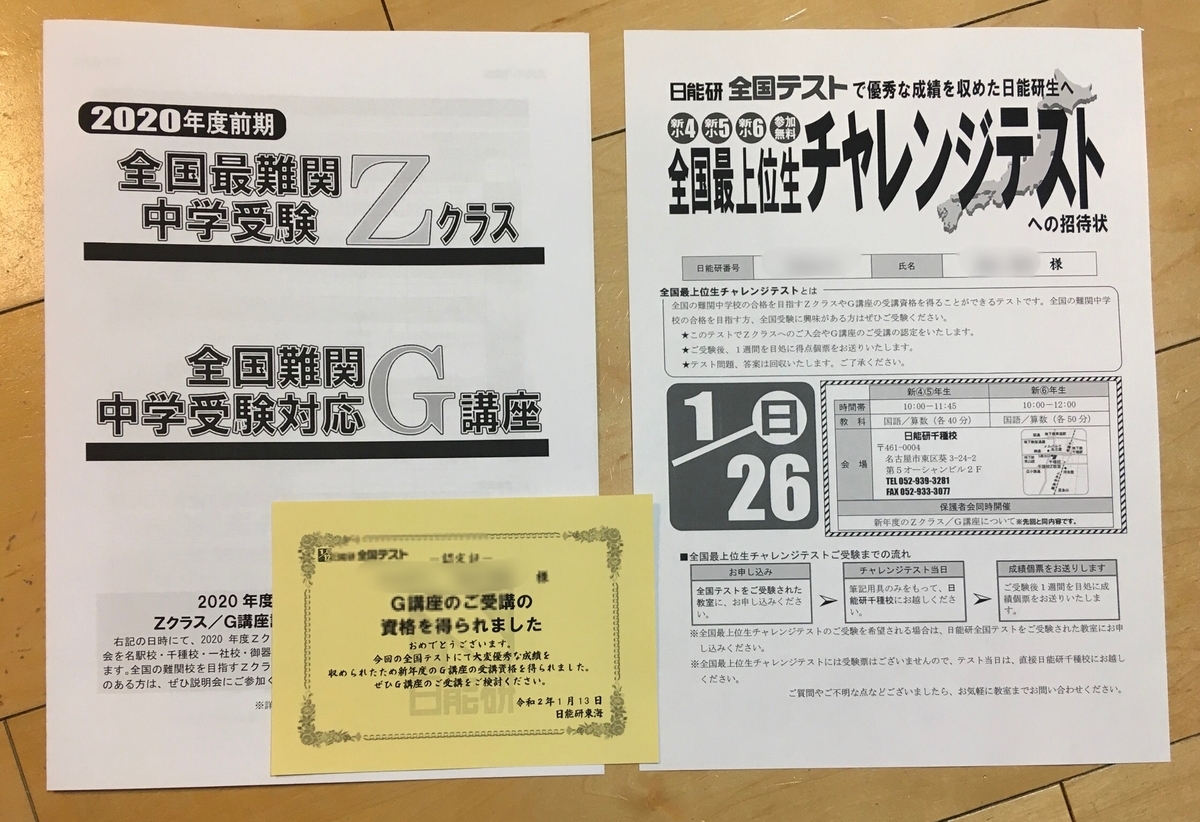 2020年度前期
全国最難関
中学受験 Zクラス
全国難関
中学受験対応 G講座
2020 年度
Zクラス／G講座
右記の日時にて、2020 年度Zク
会を名駅校・千種校・一社校・御器
ます。全国の難関校を目指すZクラ
のある方は、ぜひ説明会にご参加く
日能研 全国テスト
―認定証―
様
G講座のご受講の
資格を得られました
おめでとうございます。
今回の全国テストにて大変優秀な成績を
収められたため新年度のG講座の受講資格を得られました。
ぜひG講座のご受講をご検討ください。
令和2年1月13日
日能研東海
日能研
日能研 全国テストで優秀な成績を収めた日能研生へ
新小4 新小5 新小6 参加無料
全国最上位生チャレンジテスト
への招待状
日能研番号 氏名 様
全国最上位生チャレンジテストとは
全国の難関中学校の合格を目指すZクラスやG講座の受講資格を得ることができるテストです。全国の難関中学
校の合格を目指す方、全国受験に興味がある方はぜひご受験ください。
★このテストでZクラスへのご入会やG講座のご受講の認定をいたします。
★ご受験後、1週間を目処に得点個票をお送りいたします。
★テスト問題、答案は回収いたします。ご了承ください。
1/26 日
新④⑤年生 新⑥年生
時間帯 10:00－11:45 10:00－12:00
教科 国語／算数（各40分） 国語／算数（各50分）
会場
日能研千種校
〒461-0004
名古屋市東区葵 3-24-2
第5オーシャンビル2F
TEL 052-939-3281
FAX 052-933-3077
保護者会同時開催
新年度のZクラス／G講座について※先回と同内容です。
■全国最上位生チャレンジテストご受験までの流れ
お申し込み
全国テストをご受験された
教室に、お申し込みくださ
い。
チャレンジテスト当日
筆記用具のみをもって、日
能研千種校にお越しくださ
い。
成績個票をお送りします
ご受験後1週間を目処に成
績個票をお送りいたしま
す。
※全国最上位生チャレンジテストのご受験を希望される場合は、日能研全国テストをご受験された教室にお申
し込みください。
※全国最上位生チャレンジテストには受験票はございませんので、テスト当日は、直接日能研千種校にお越し
ください。
ご質問やご不明な点などございましたら、お気軽に教室までお問い合わせください。